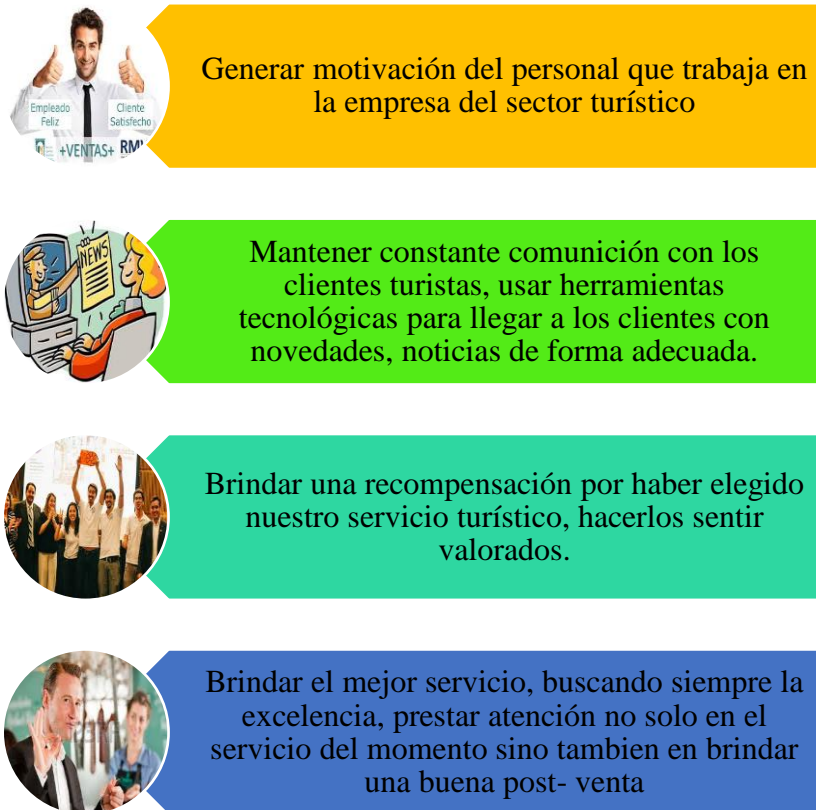 Empleado
Feliz
Cliente
Satisfecho
+VENTAS+
Generar motivación del personal que trabaja en
la empresa del sector turístico
NEWS
Mantener constante comunición con los
clientes turistas, usar herramientas
tecnológicas para llegar a los clientes con
novedades, noticias de forma adecuada.
Brindar una recompensación por haber elegido
nuestro servicio turístico, hacerlos sentir
valorados.
Brindar el mejor servicio, buscando siempre la
excelencia, prestar atención no solo en el
servicio del momento sino tambien en brindar
una buena post- venta